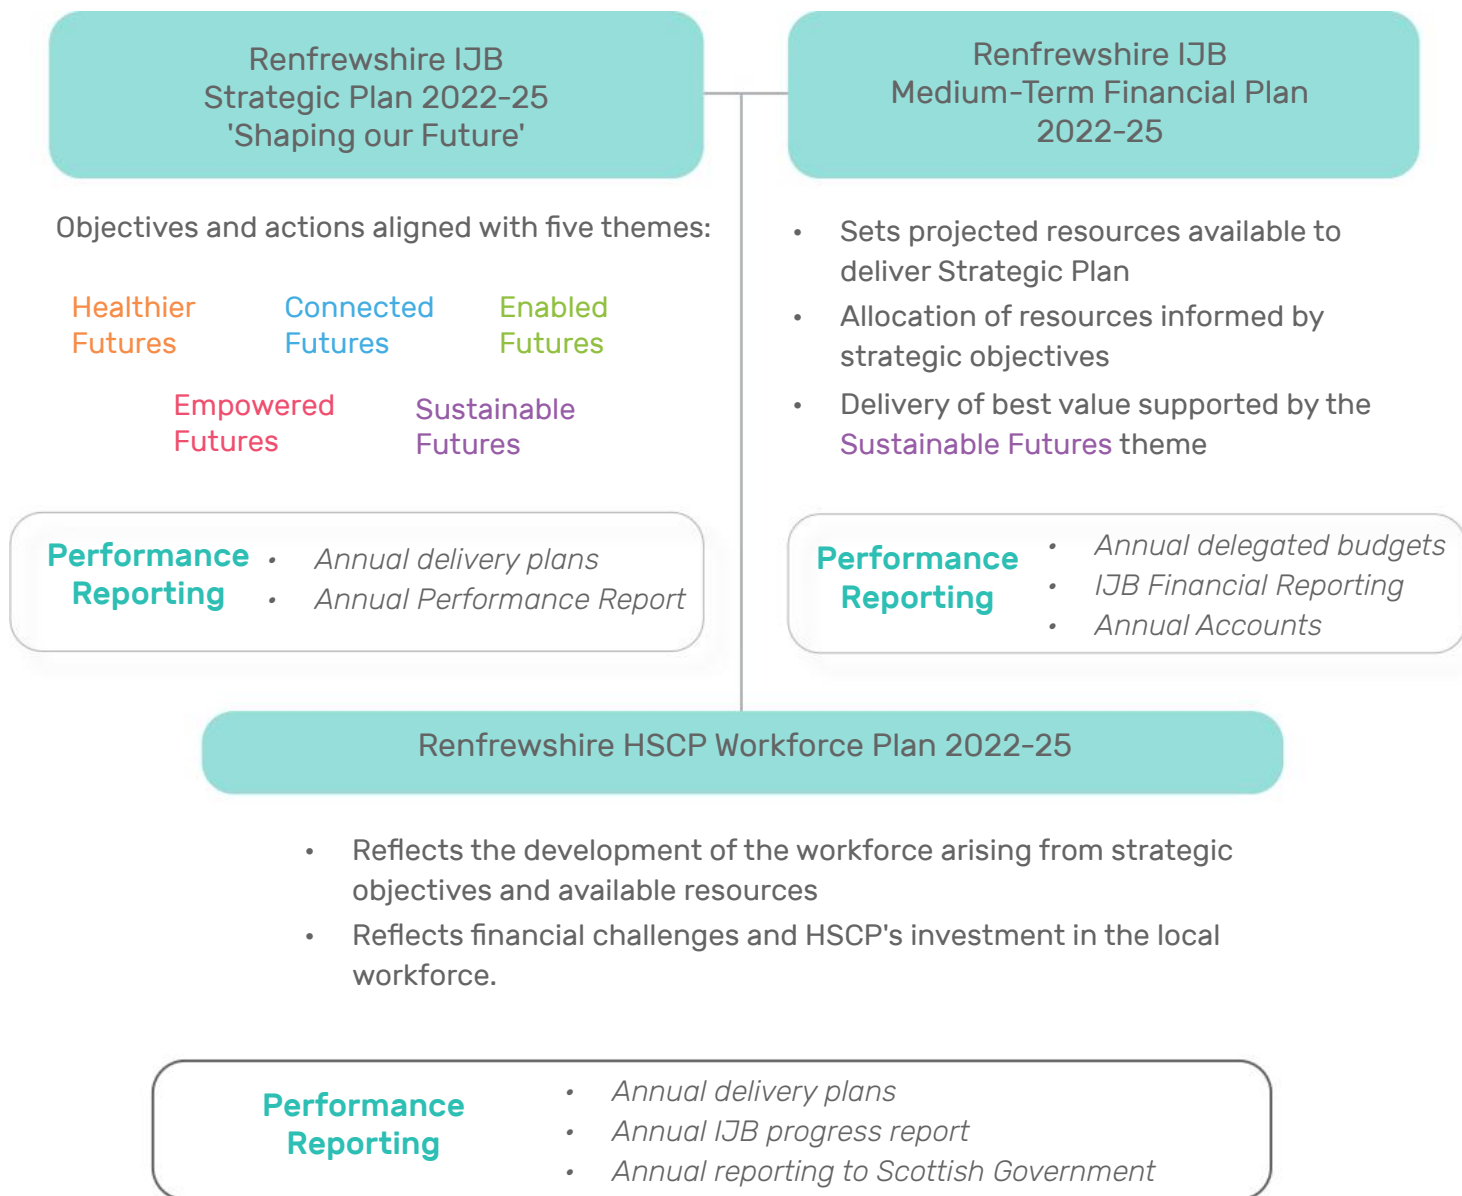 Renfrewshire IJB
Strategic Plan 2022-25
'Shaping our Future'
Objectives and actions aligned with five themes:
Healthier
Futures
Connected
Futures
Enabled
Futures
Empowered
Futures
Sustainable
Futures
Performance
Reporting
• Annual delivery plans
• Annual Performance Report
Renfrewshire IJB
Medium-Term Financial Plan
2022-25
• Sets projected resources available to
deliver Strategic Plan
• Allocation of resources informed by
strategic objectives
• Delivery of best value supported by the
Sustainable Futures theme
Performance
Reporting
• Annual delegated budgets
• IJB Financial Reporting
• Annual Accounts
Renfrewshire HSCP Workforce Plan 2022-25
• Reflects the development of the workforce arising from strategic
objectives and available resources
• Reflects financial challenges and HSCP's investment in the local
workforce.
Performance
Reporting
• Annual delivery plans
• Annual IJB progress report
• Annual reporting to Scottish Government